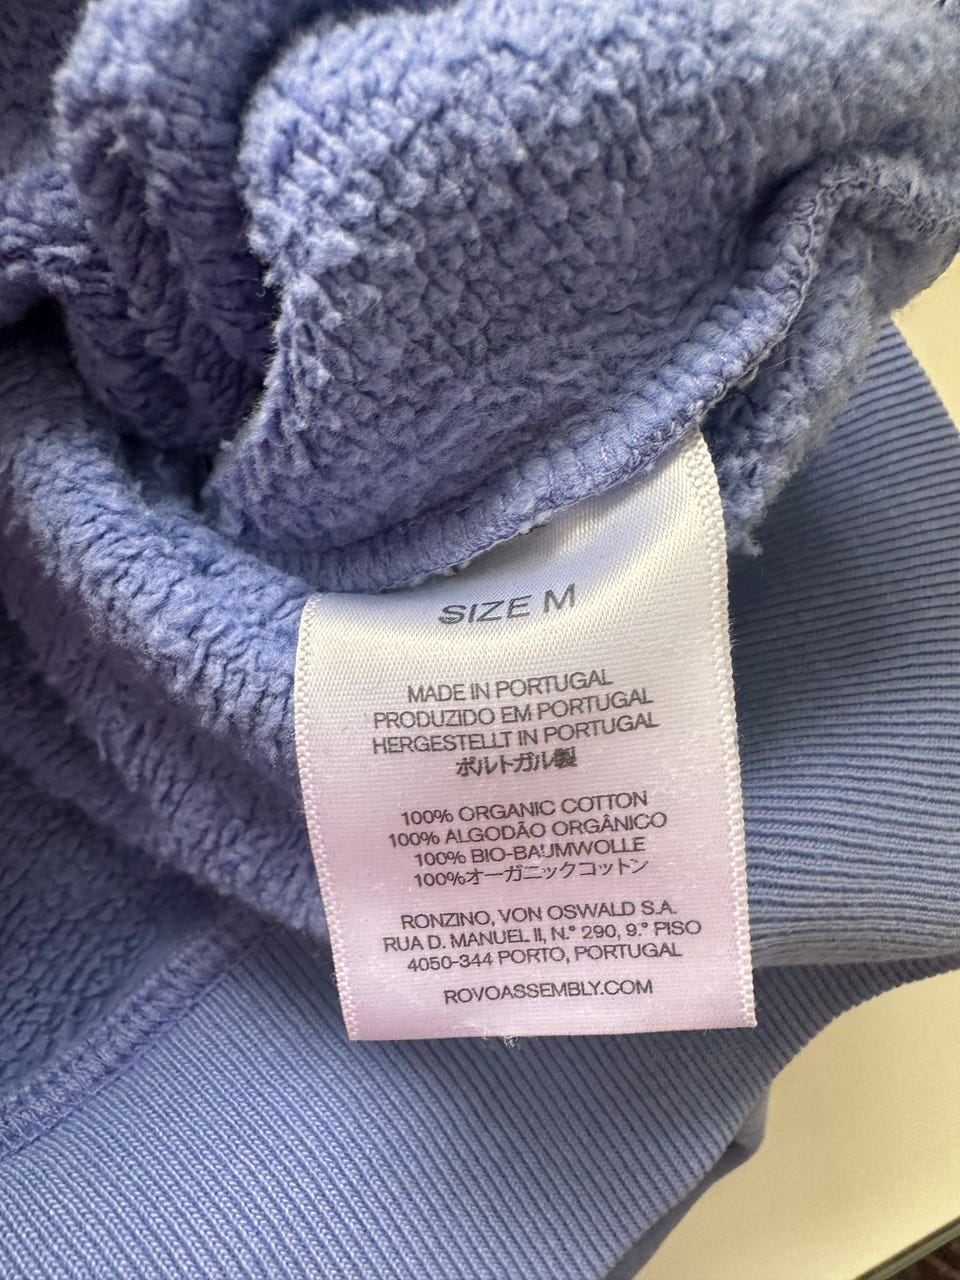 SIZE M
MADE IN PORTUGAL
PRODUZIDO EM PORTUGAL
HERGESTELLT IN PORTUGAL
ポルトガル製
100% ORGANIC COTTON
100% ALGODÃO ORGÂNICO
100% BIO-BAUMWOLLE
100%オーガニックコットン
RONZINO, VON OSWALD S.A.
RUA D. MANUEL II, N.º 290, 9.º PISO
4050-344 PORTO, PORTUGAL
ROVOASSEMBLY.COM